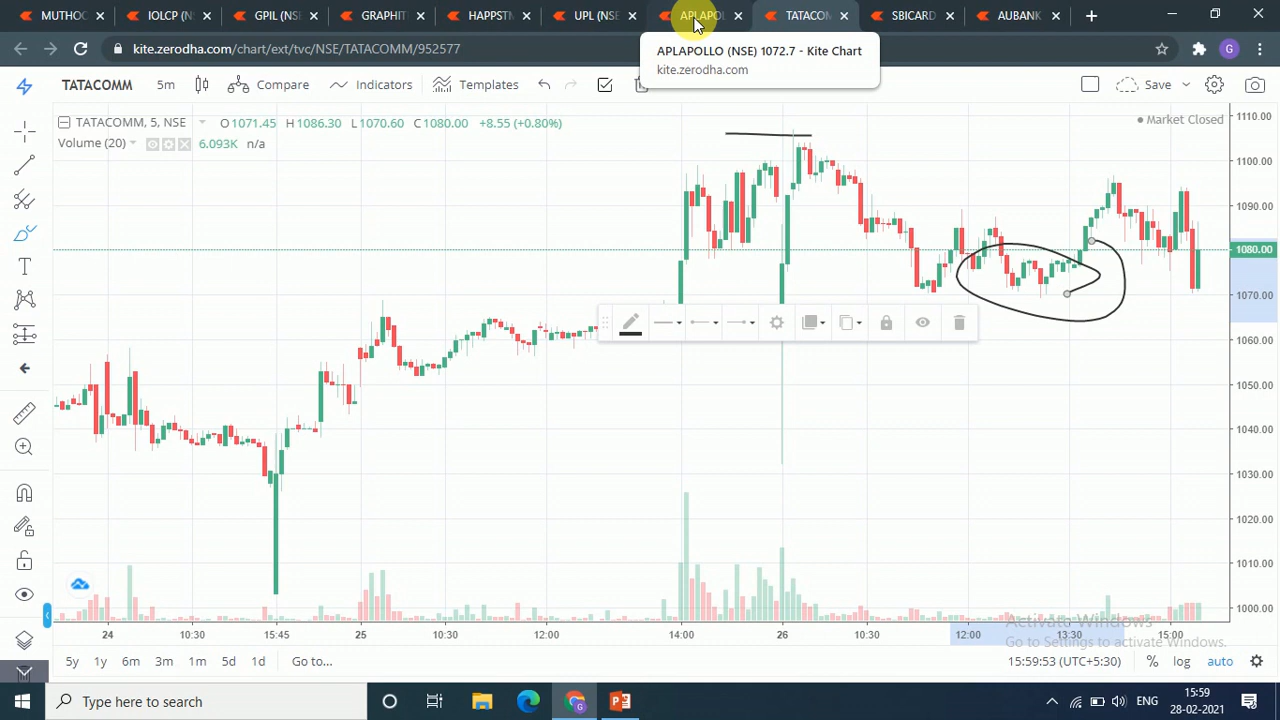 MUTHOC
IOLCP (N
GPIL (NS
GRAPHIT
HAPPSTM
UPL (NSE
APLAPOL
TATACOM
SBICARD
AUBANK
kite.zerodha.com/chart/ext/tvc/NSE/TATACOMM/952577
APLAPOLLO (NSE) 1072.7 - Kite Chart
kite.zerodha.com
G
TATACOMM
5m
Compare
Indicators
Templates
Save
TATACOMM, 5, NSE
O1071.45 H1086.30 L1070.60 C1080.00 +8.55 (+0.80%)
Volume (20)
6.093K n/a
Market Closed
1110.00
1100.00
1090.00
1080.00
1080.00
1070.00
1060.00
1050.00
1040.00
1030.00
1020.00
1010.00
1000.00
24
10:30
15:45
25
10:30
12:00
14:00
26
10:30
12:00
13:30
15:00
Activate Windows
Go to Settings to activate Windows.
5y 1y 6m 3m 1m 5d 1d Go to...
15:59:53 (UTC+5:30) % log auto
Type here to search
ENG
15:59
28-02-2021